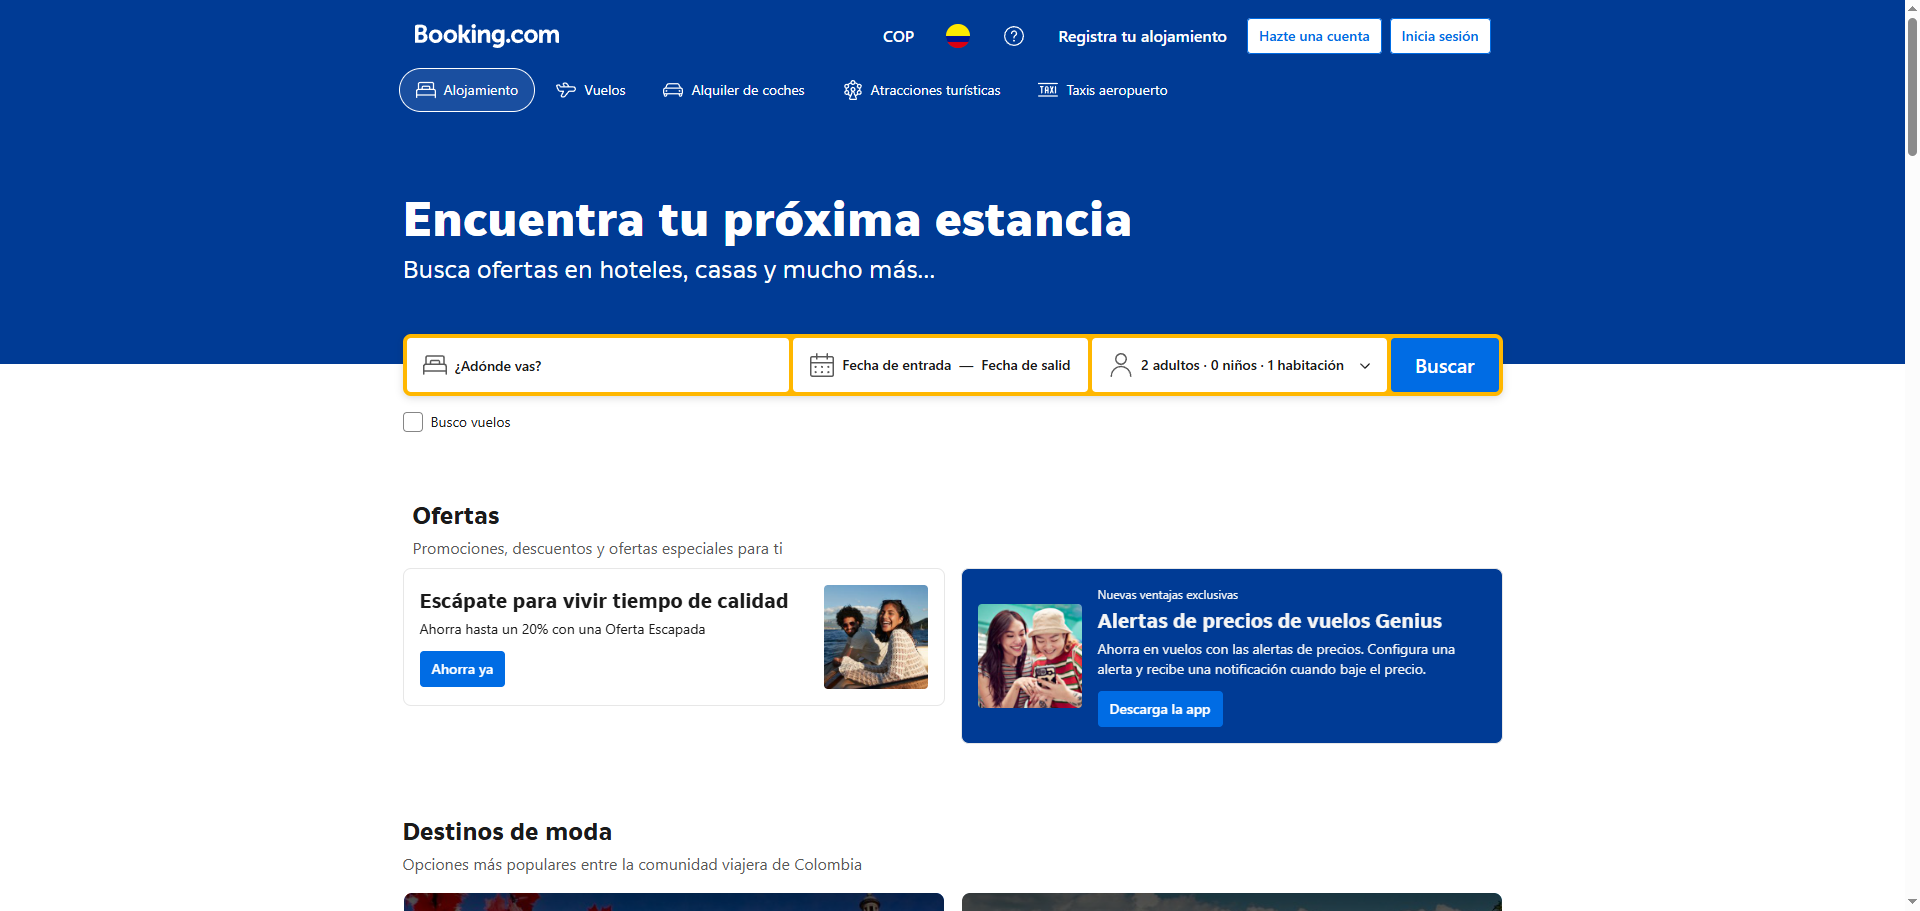 Booking.com
COP
Registra tu alojamiento
Hazte una cuenta
Inicia sesión
Alojamiento
Vuelos
Alquiler de coches
Atracciones turísticas
TAXI
Taxis aeropuerto
Encuentra tu próxima estancia
Busca ofertas en hoteles, casas y mucho más...
¿Adónde vas?
Fecha de entrada — Fecha de salid
2 adultos · 0 niños · 1 habitación
Buscar
Busco vuelos
Ofertas
Promociones, descuentos y ofertas especiales para ti
Escápate para vivir tiempo de calidad
Ahorra hasta un 20% con una Oferta Escapada
Ahorra ya
Nuevas ventajas exclusivas
Alertas de precios de vuelos Genius
Ahorra en vuelos con las alertas de precios. Configura una
alerta y recibe una notificación cuando baje el precio.
Descarga la app
Destinos de moda
Opciones más populares entre la comunidad viajera de Colombia